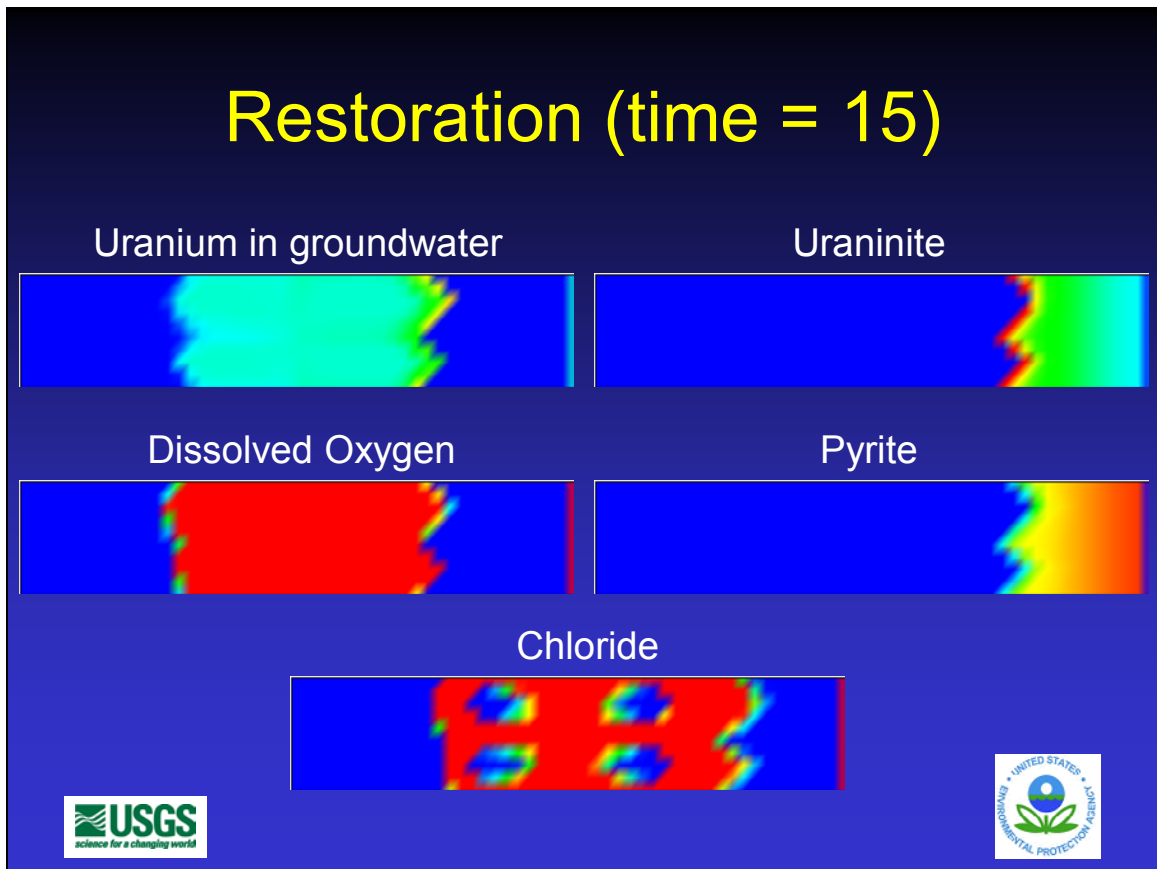 Restoration (time = 15)
Uranium in groundwater
Uraninite
Dissolved Oxygen
Pyrite
Chloride
USGS
science for a changing world
UNITED STATES
ENVIRONMENTAL PROTECTION AGENCY